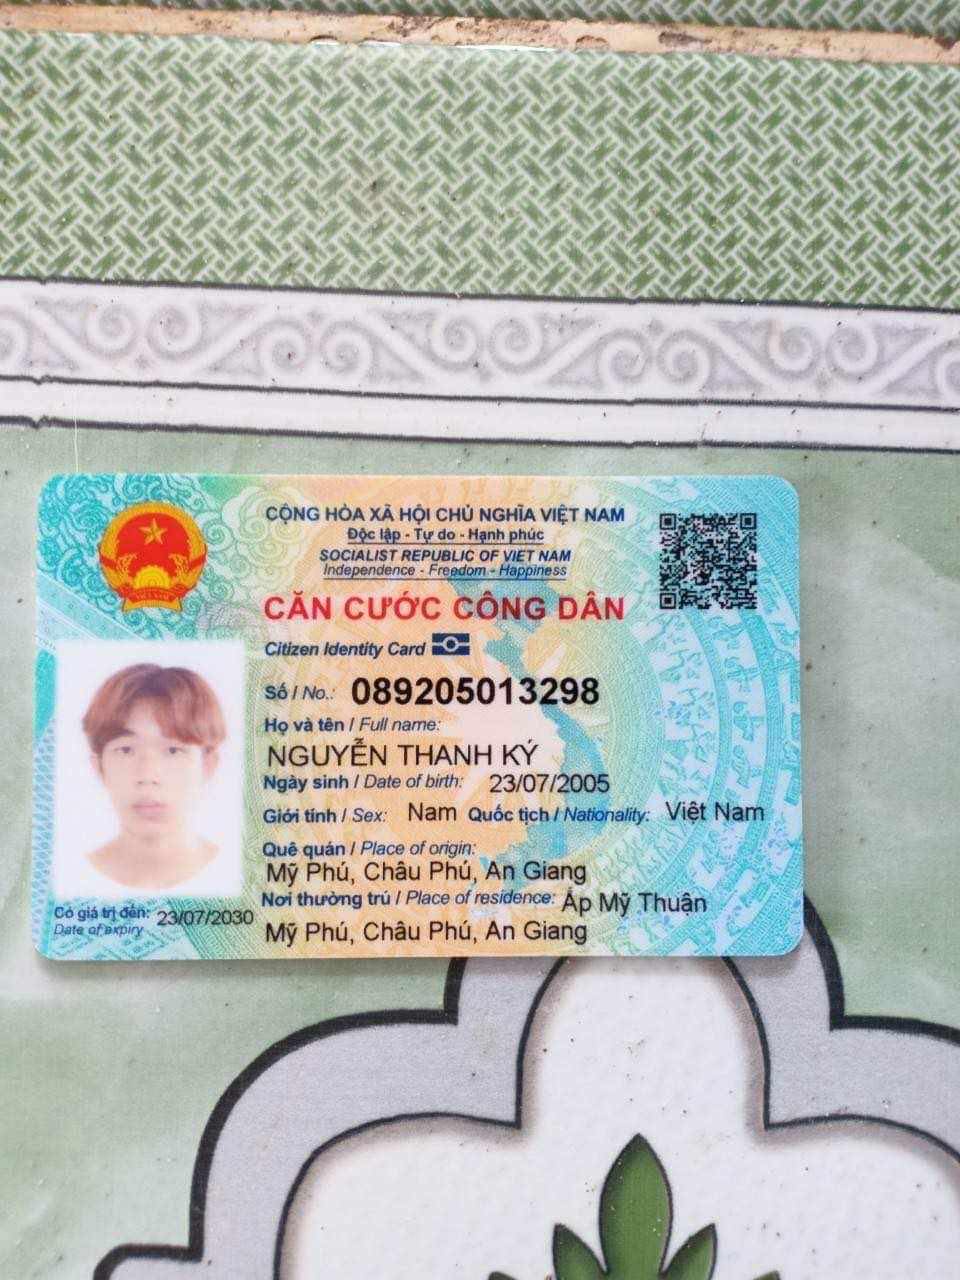 CỘNG HÒA XÃ HỘI CHỦ NGHĨA VIỆT NAM
Độc lập - Tự do - Hạnh phúc
SOCIALIST REPUBLIC OF VIET NAM
Independence - Freedom - Happiness
CĂN CƯỚC CÔNG DÂN
Citizen Identity Card
Số / No.: 089205013298
Họ và tên / Full name:
NGUYỄN THANH KÝ
Ngày sinh / Date of birth: 23/07/2005
Giới tính / Sex: Nam Quốc tịch / Nationality: Việt Nam
Quê quán / Place of origin:
Mỹ Phú, Châu Phú, An Giang
Nơi thường trú / Place of residence: Ấp Mỹ Thuận
Mỹ Phú, Châu Phú, An Giang
Có giá trị đến: 23/07/2030
Date of expiry